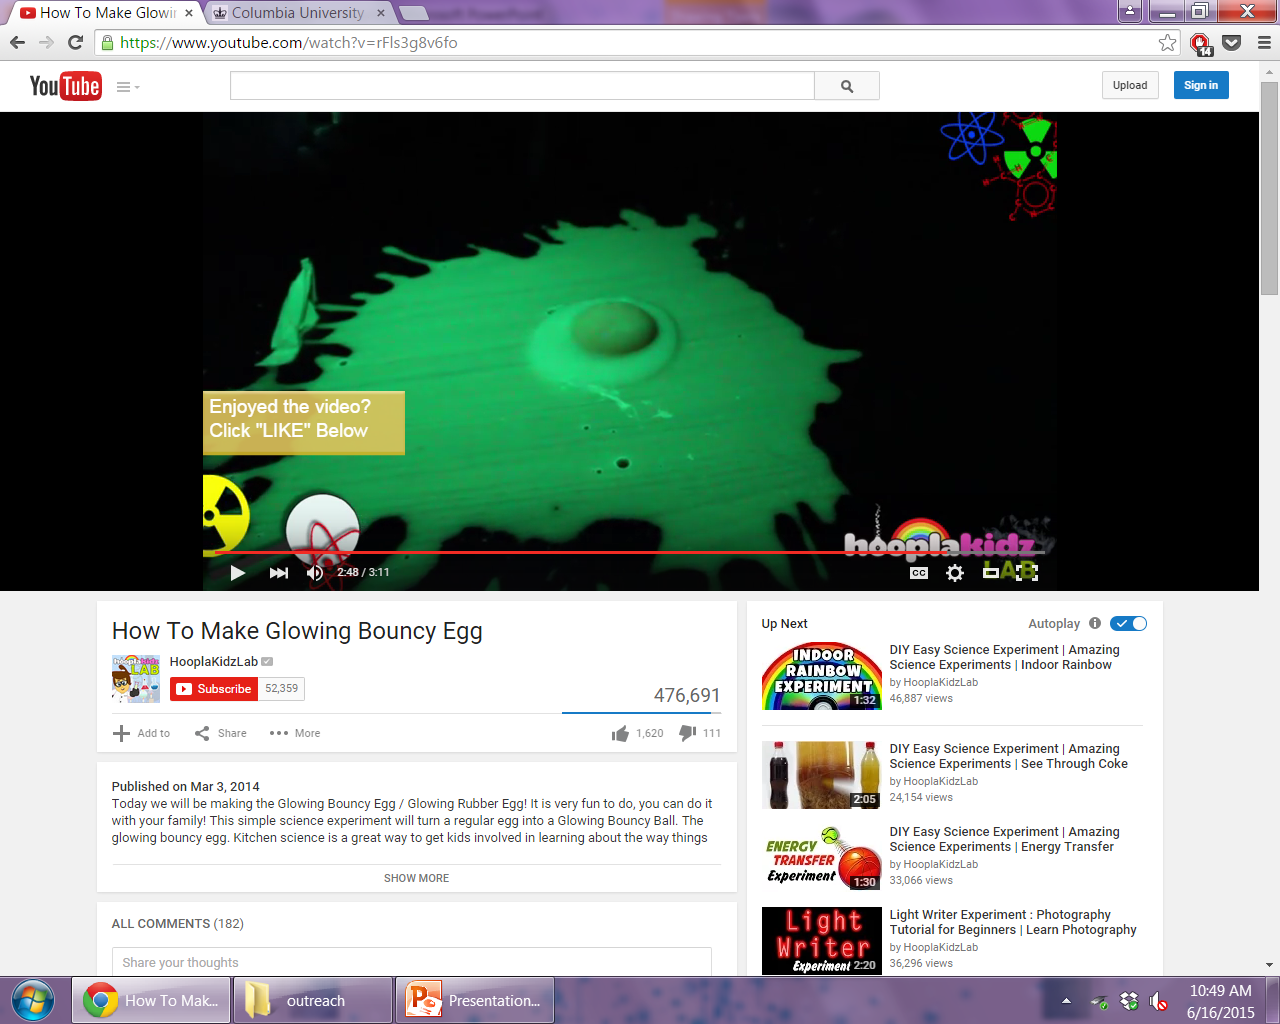 How To Make Glowin
Columbia University
https://www.youtube.com/watch?v=rFls3g8v6fo
14
YouTube
Upload
Sign in
Enjoyed the video?
Click "LIKE" Below
hooplakidz
LAB
2:48 / 3:11
CC
How To Make Glowing Bouncy Egg
hooplakidz
LAB
HooplaKidzLab
Subscribe 52,359
476,691
Add to Share More 1,620 111
Published on Mar 3, 2014
Today we will be making the Glowing Bouncy Egg / Glowing Rubber Egg! It is very fun to do, you can do it
with your family! This simple science experiment will turn a regular egg into a Glowing Bouncy Ball. The
glowing bouncy egg. Kitchen science is a great way to get kids involved in learning about the way things
SHOW MORE
ALL COMMENTS (182)
Share your thoughts
Up Next
Autoplay
INDOOR
RAINBOW
EXPERIMENT
1:32
DIY Easy Science Experiment | Amazing
Science Experiments | Indoor Rainbow
by HooplaKidzLab
46,887 views
2:05
DIY Easy Science Experiment | Amazing
Science Experiments | See Through Coke
by HooplaKidzLab
24,154 views
ENERGY
TRANSFER
Experiment
1:30
DIY Easy Science Experiment | Amazing
Science Experiments | Energy Transfer
by HooplaKidzLab
33,066 views
Light
Writer
Experiment
2:20
Light Writer Experiment : Photography
Tutorial for Beginners | Learn Photography
by HooplaKidzLab
36,296 views
How To Mak...
outreach
Presentation...
10:49 AM
6/16/2015